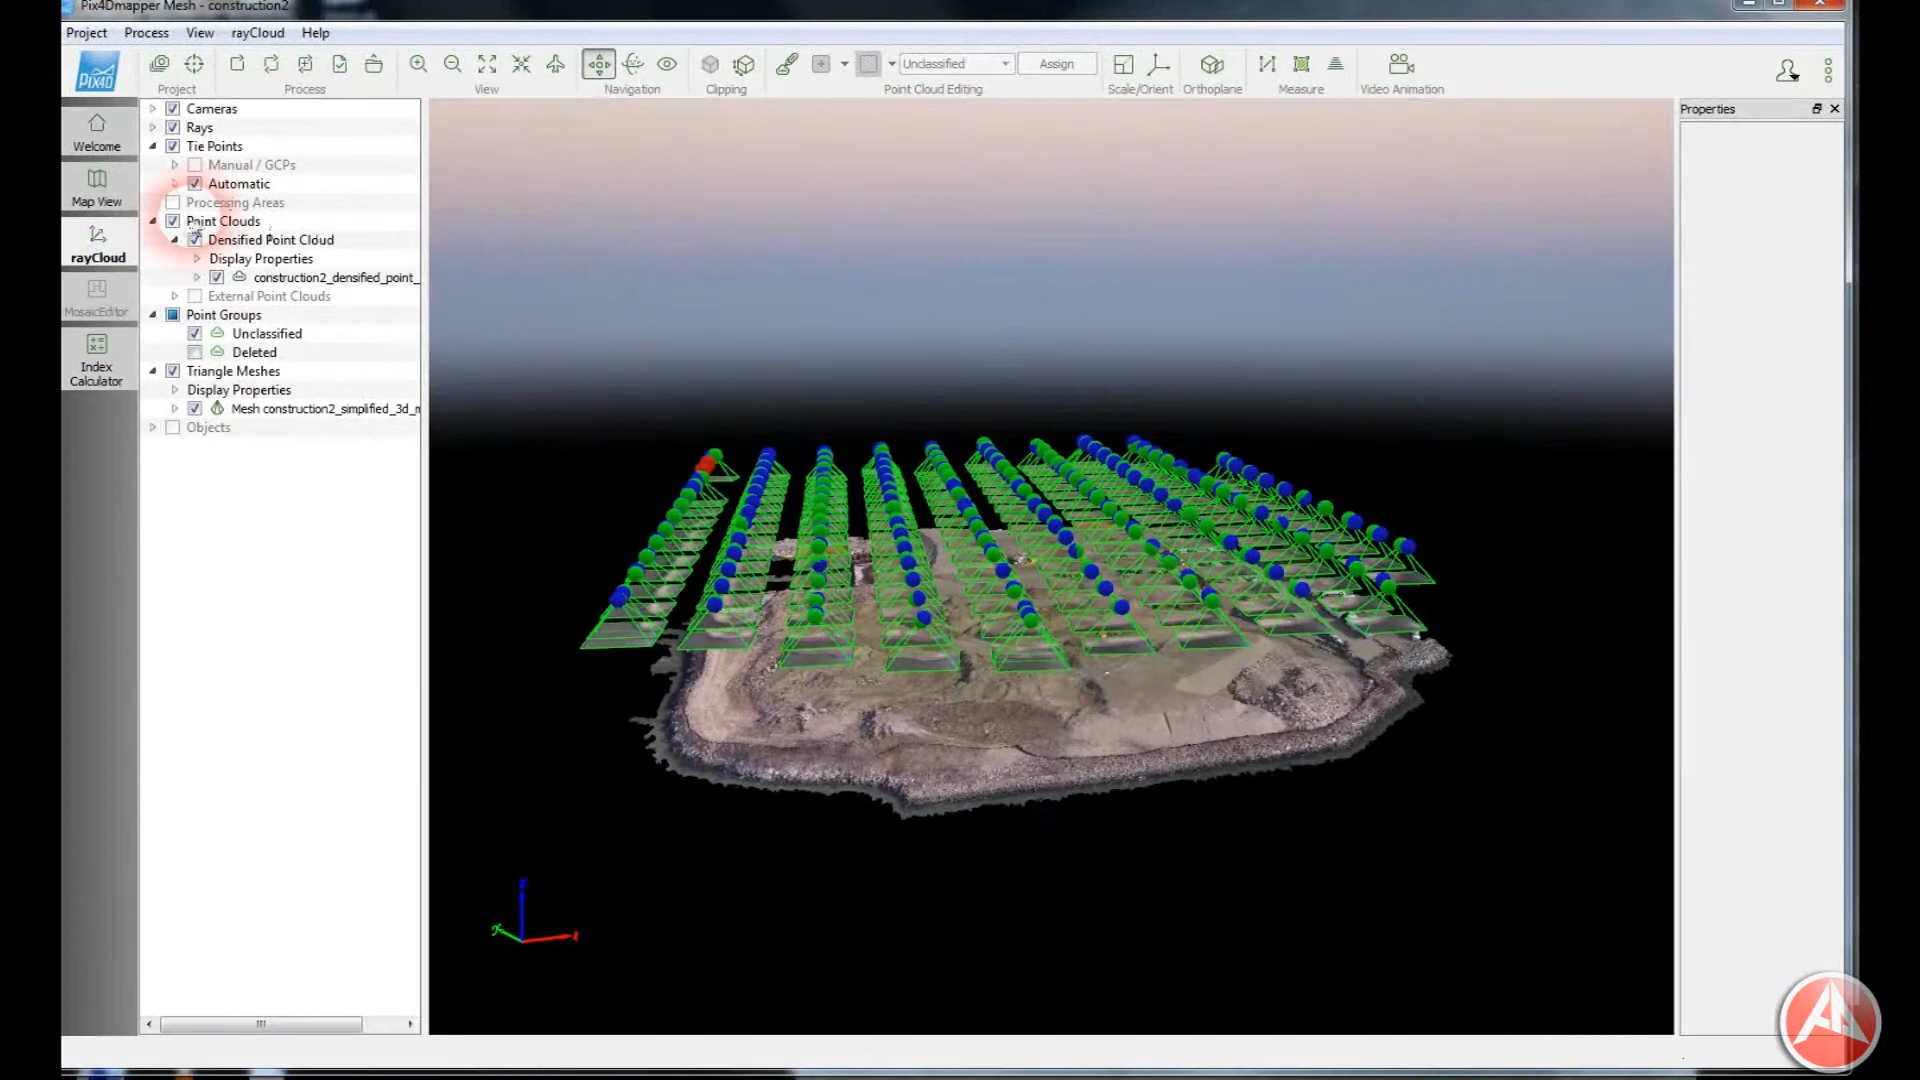 Pix4Dmapper Mesh - construction2
Project Process View rayCloud Help
PIX4D
Unclassified Assign
Project Process View Navigation Clipping Point Cloud Editing Scale/Orient Orthoplane Measure Video Animation
Welcome
Map View
rayCloud
MosaicEditor
Index
Calculator
Cameras
Rays
Tie Points
Manual / GCPs
Automatic
Processing Areas
Point Clouds
Densified Point Cloud
Display Properties
construction2_densified_point_
External Point Clouds
Point Groups
Unclassified
Deleted
Triangle Meshes
Display Properties
Mesh construction2_simplified_3d_m
Objects
Properties